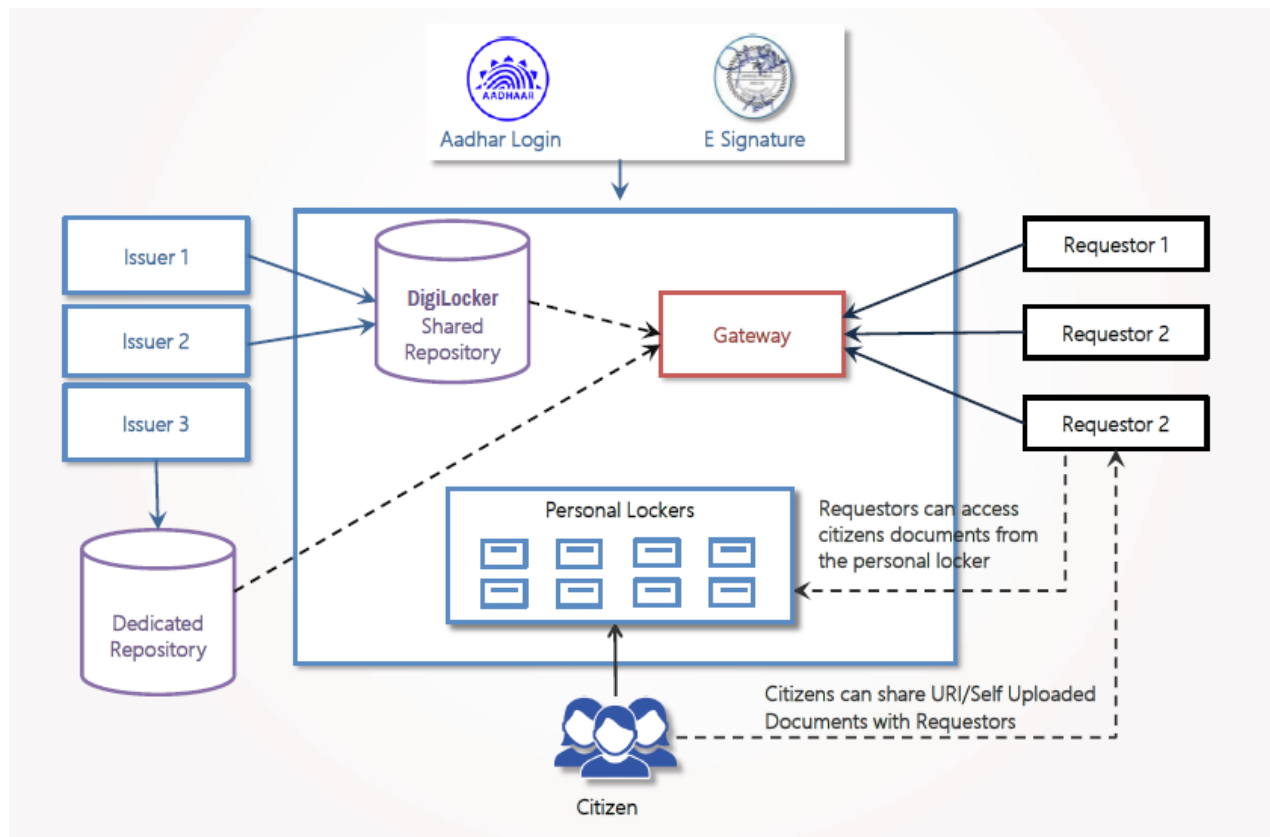 AADHAAR
Aadhar Login
E Signature
Issuer 1
Issuer 2
Issuer 3
DigiLocker
Shared
Repository
Gateway
Requestor 1
Requestor 2
Requestor 2
Personal Lockers
Requestors can access
citizens documents from
the personal locker
Dedicated
Repository
Citizens can share URI/Self Uploaded
Documents with Requestors
Citizen